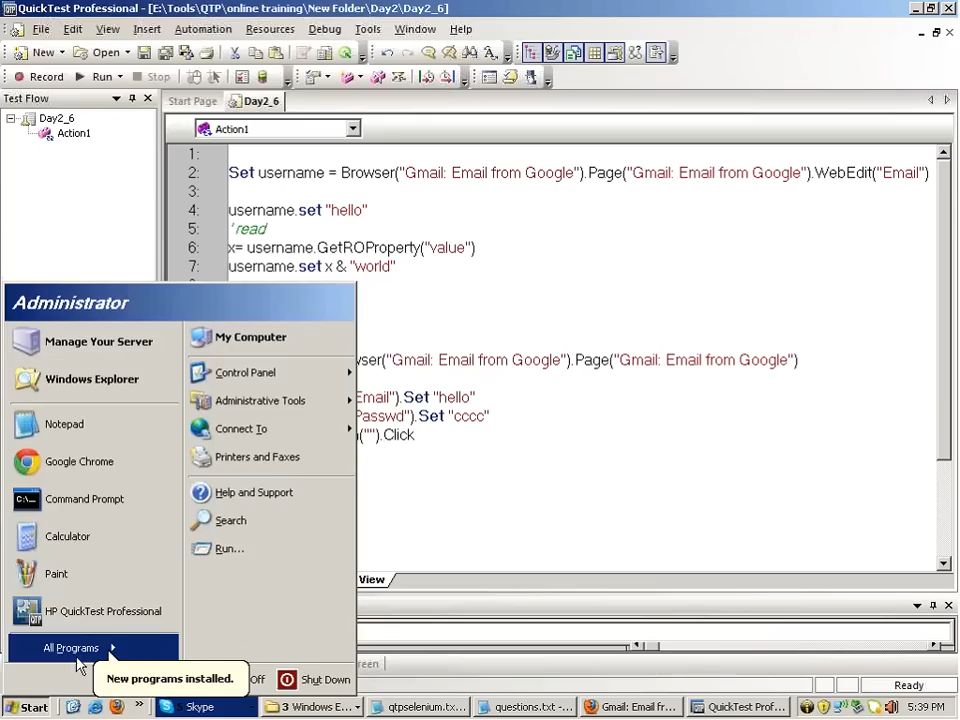 QuickTest Professional - [E:\Tools\QTP\online training\New Folder\Day2\Day2_6]
File Edit View Insert Automation Resources Debug Tools Window Help
New Open
Record Run Stop
Test Flow
Start Page Day2_6
Day2_6
Action1
Action1
1:
2: Set username = Browser("Gmail: Email from Google").Page("Gmail: Email from Google").WebEdit("Email")
3:
4: username.set "hello"
5: 'read
6: x= username.GetROProperty("value")
7: username.set x & "world"
Administrator
Manage Your Server
Windows Explorer
Notepad
Google Chrome
Command Prompt
Calculator
Paint
HP QuickTest Professional
All Programs
My Computer
Control Panel
Administrative Tools
Connect To
Printers and Faxes
Help and Support
Search
Run...
ser("Gmail: Email from Google").Page("Gmail: Email from Google")
Email").Set "hello"
Passwd").Set "cccc"
("").Click
View
New programs installed.
Off
Shut Down
reen
Ready
Start
Skype
3 Windows E...
qtpselenium.tx...
questions.txt -...
Gmail: Email fr...
QuickTest Prof...
5:39 PM